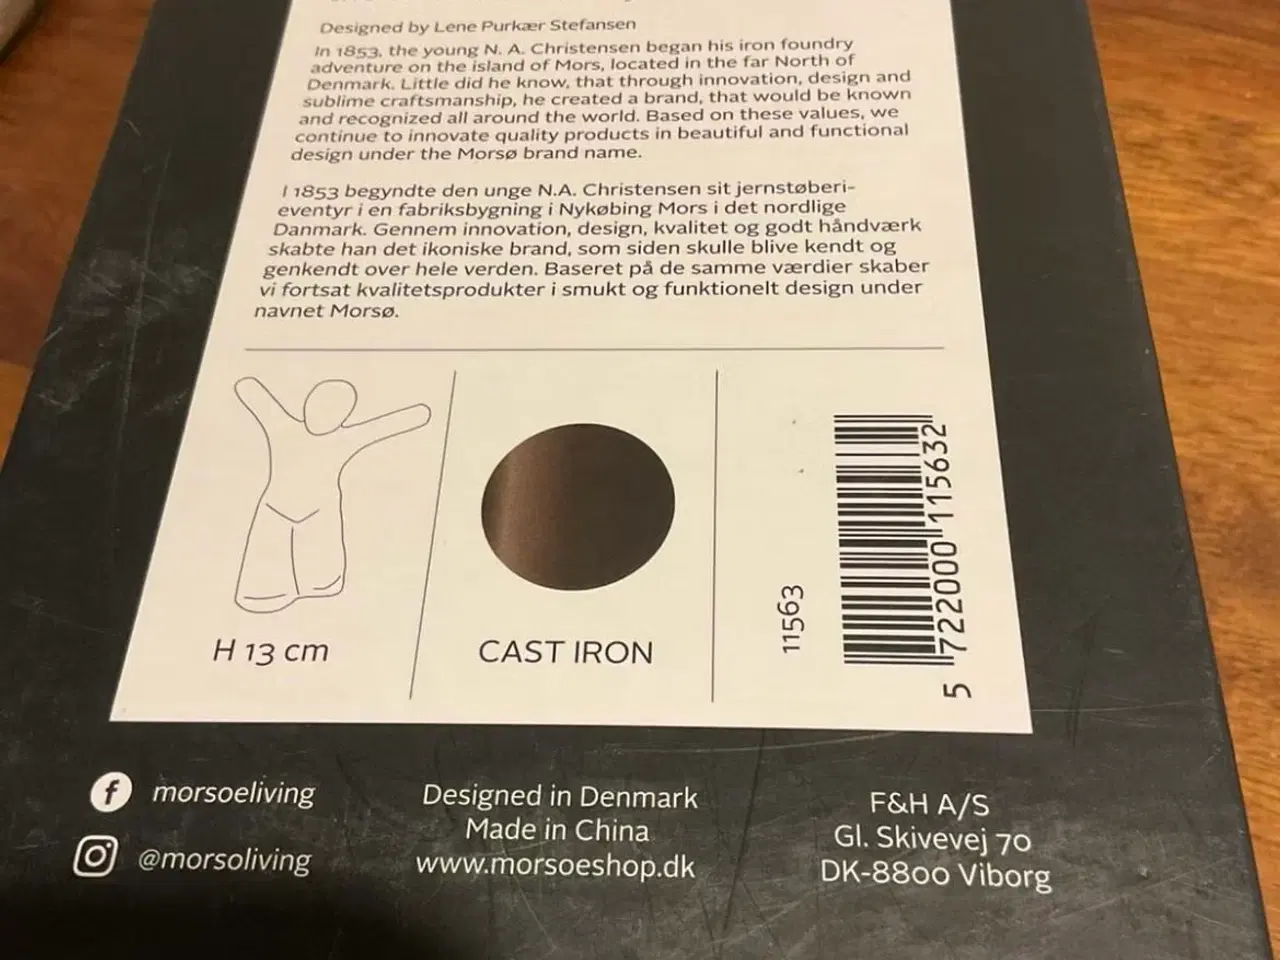 Designed by Lene Purkær Stefansen
In 1853, the young N. A. Christensen began his iron foundry
adventure on the island of Mors, located in the far North of
Denmark. Little did he know, that through innovation, design and
sublime craftsmanship, he created a brand, that would be known
and recognized all around the world. Based on these values, we
continue to innovate quality products in beautiful and functional
design under the Morsø brand name.
I 1853 begyndte den unge N.A. Christensen sit jernstøberi-
eventyr i en fabriksbygning i Nykøbing Mors i det nordlige
Danmark. Gennem innovation, design, kvalitet og godt håndværk
skabte han det ikoniske brand, som siden skulle blive kendt og
genkendt over hele verden. Baseret på de samme værdier skaber
vi fortsat kvalitetsprodukter i smukt og funktionelt design under
navnet Morsø.
H 13 cm
CAST IRON
11563
5 722000 115632
morsoeliving
@morsoliving
Designed in Denmark
Made in China
www.morsoeshop.dk
F&H A/S
Gl. Skivevej 70
DK-8800 Viborg